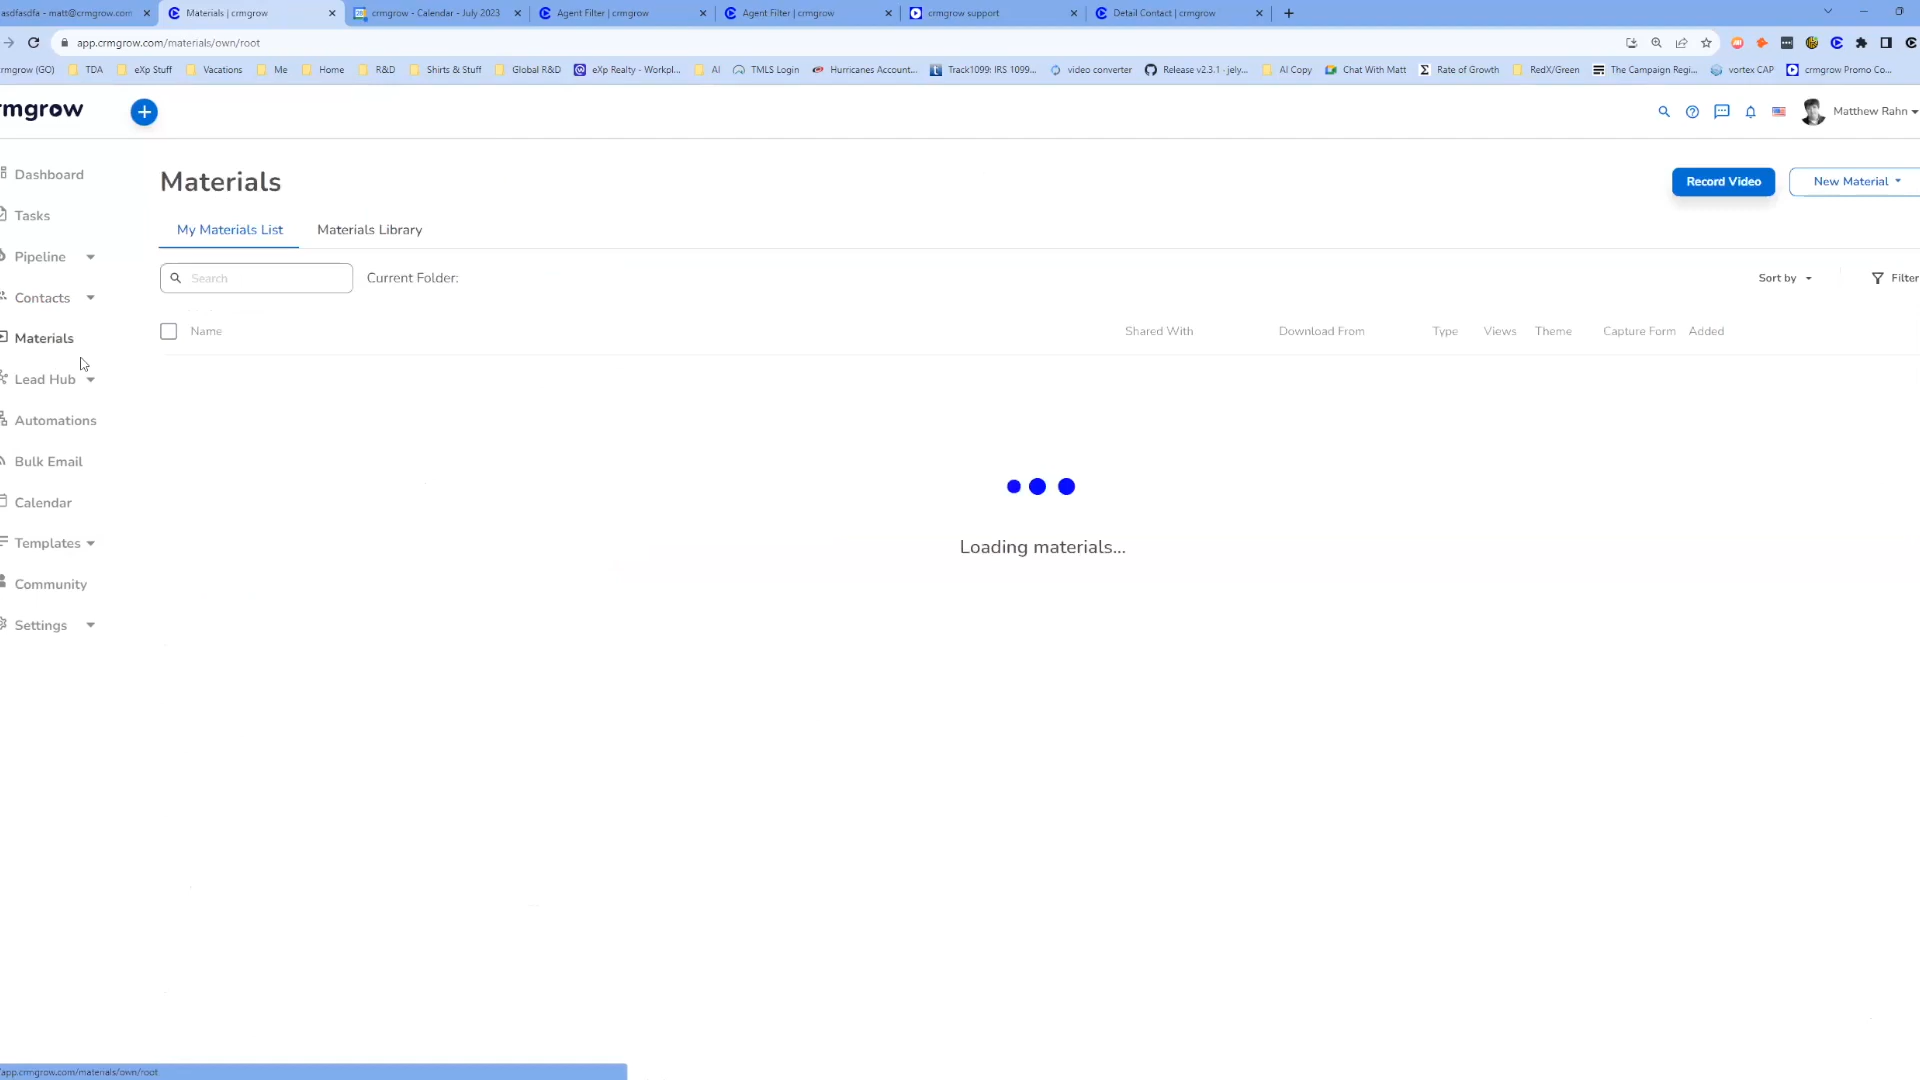 asdfasdfa - matt@crmgrow.com
Materials | crmgrow
crmgrow - Calendar - July 2023
Agent Filter | crmgrow
Agent Filter | crmgrow
crmgrow support
Detail Contact | crmgrow
app.crmgrow.com/materials/own/root
crmgrow (GO)
TDA
eXp Stuff
Vacations
Me
Home
R&D
Shirts & Stuff
Global R&D
eXp Realty - Workpl...
AI
TMLS Login
Hurricanes Account...
Track1099: IRS 1099...
video converter
Release v2.3.1 - jely...
AI Copy
Chat With Matt
Rate of Growth
RedX/Green
The Campaign Regi...
vortex CAP
crmgrow Promo Co...
rmgrow
Matthew Rahn
Dashboard
Tasks
Pipeline
Contacts
Materials
Lead Hub
Automations
Bulk Email
Calendar
Templates
Community
Settings
Materials
Record Video
New Material
My Materials List
Materials Library
Search
Current Folder:
Sort by
Filter
Name
Shared With
Download From
Type
Views
Theme
Capture Form
Added
Loading materials...
/app.crmgrow.com/materials/own/root